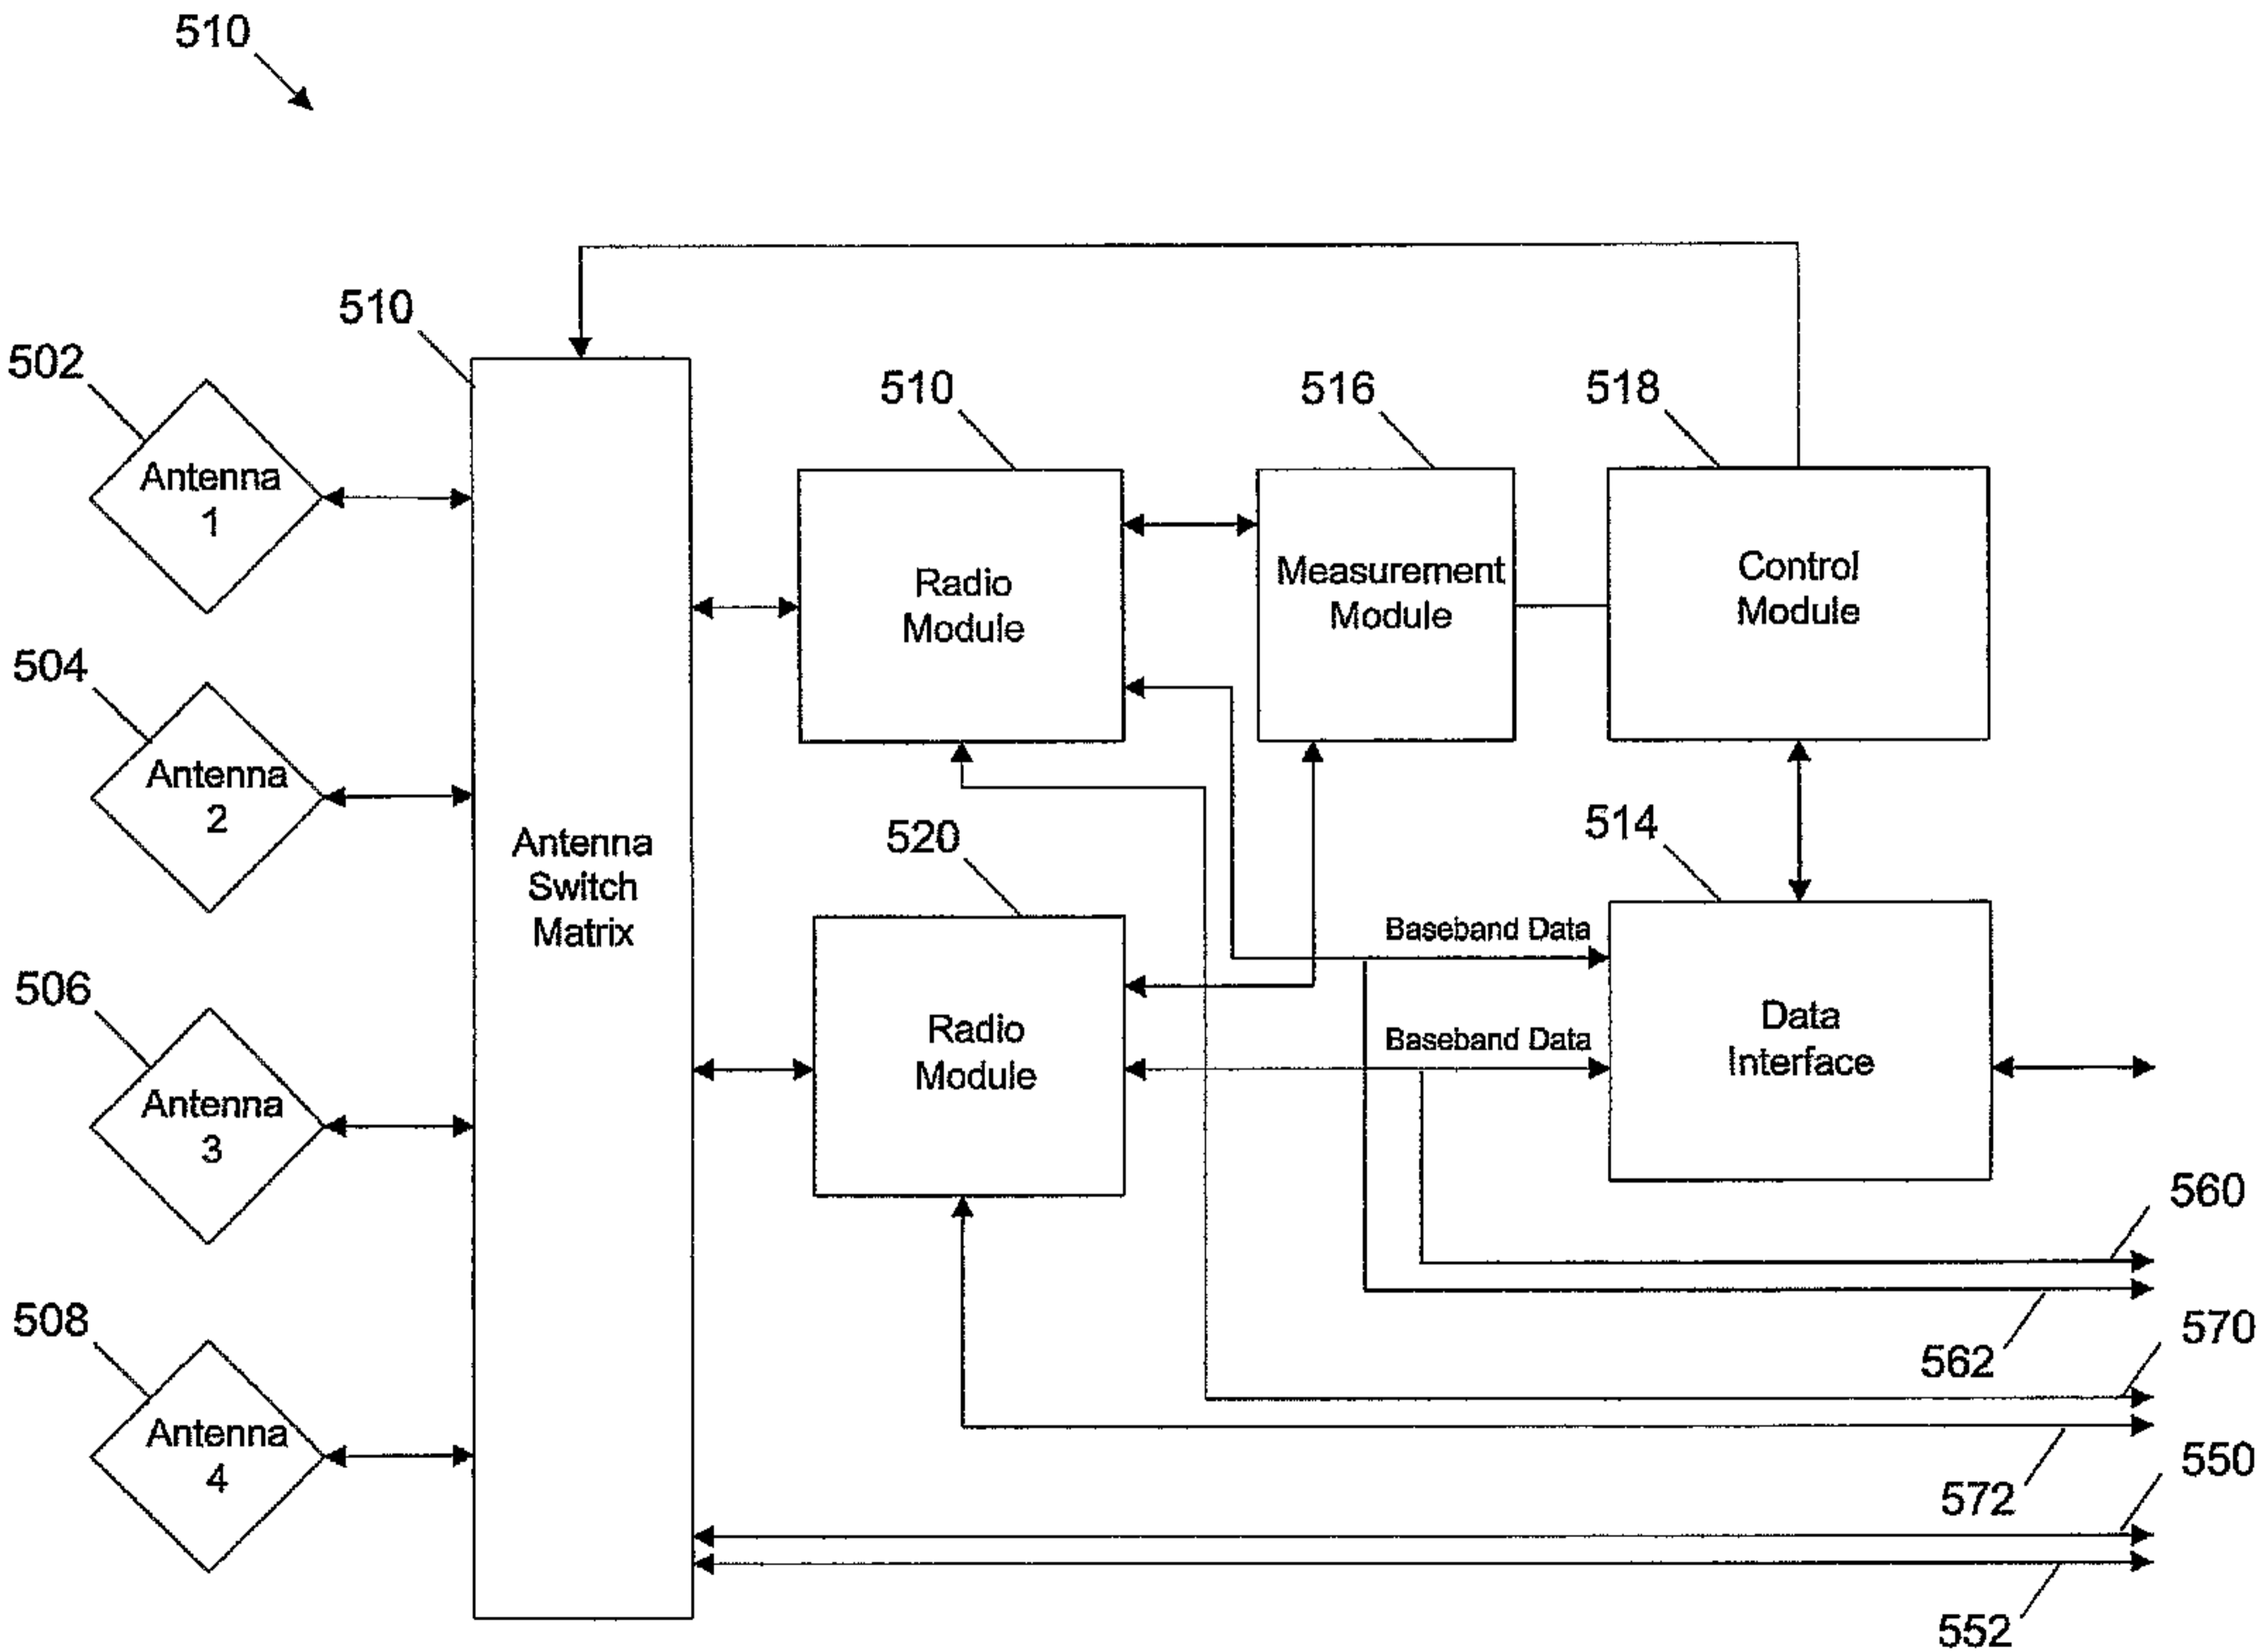 510
510
502
Antenna
1
504
Antenna
2
506
Antenna
3
508
Antenna
4
Antenna
Switch
Matrix
510
Radio
Module
516
Measurement
Module
518
Control
Module
520
Radio
Module
514
Baseband Data
Baseband Data
Data
Interface
560
562
570
572
550
552